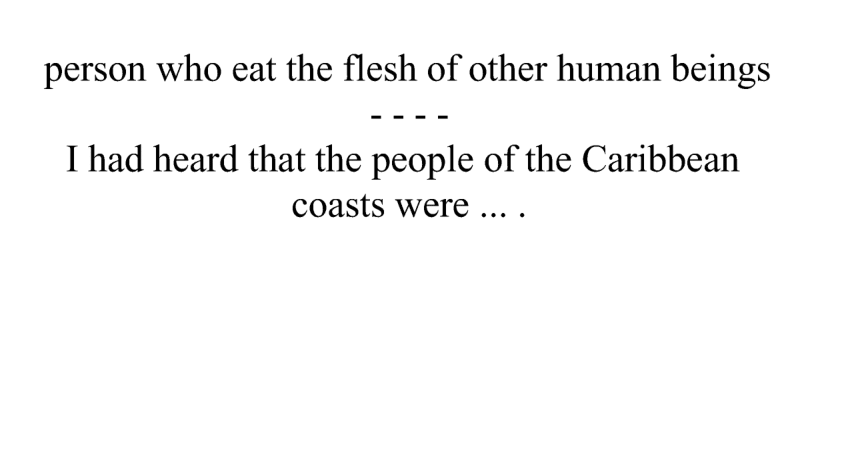 person who eat the flesh of other human beings
- - - -
I had heard that the people of the Caribbean
coasts were ... .